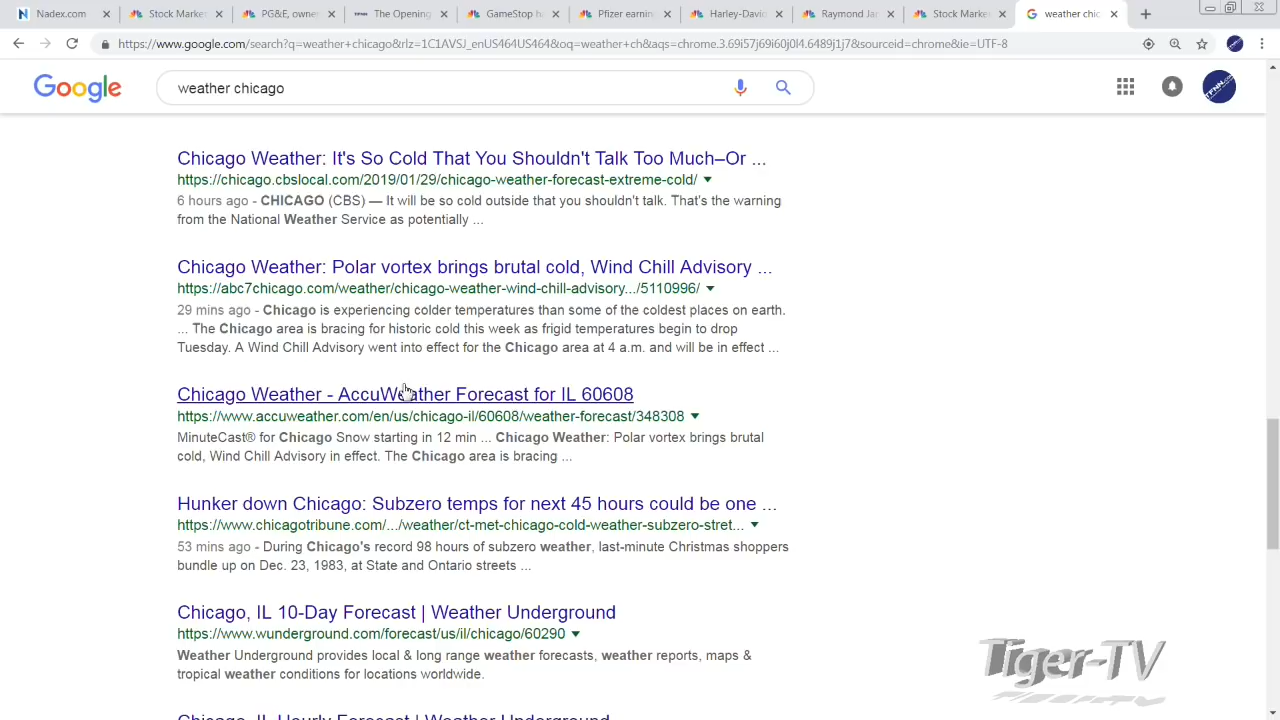 Nadex.com
Stock Marke
PG&E, owne
The Opening
GameStop h
Pfizer earnin
Harley-David
Raymond Jar
Stock Marke
weather chic
https://www.google.com/search?q=weather+chicago&rlz=1C1AVSJ_enUS464US464&oq=weather+ch&aqs=chrome.3.69i57j69i60j0l4.6489j1j7&sourceid=chrome&ie=UTF-8
Google
weather chicago
TFNN.com
Chicago Weather: It's So Cold That You Shouldn't Talk Too Much–Or ...
https://chicago.cbslocal.com/2019/01/29/chicago-weather-forecast-extreme-cold/
6 hours ago - CHICAGO (CBS) — It will be so cold outside that you shouldn't talk. That's the warning
from the National Weather Service as potentially ...
Chicago Weather: Polar vortex brings brutal cold, Wind Chill Advisory ...
https://abc7chicago.com/weather/chicago-weather-wind-chill-advisory.../5110996/
29 mins ago - Chicago is experiencing colder temperatures than some of the coldest places on earth.
... The Chicago area is bracing for historic cold this week as frigid temperatures begin to drop
Tuesday. A Wind Chill Advisory went into effect for the Chicago area at 4 a.m. and will be in effect ...
Chicago Weather - AccuWeather Forecast for IL 60608
https://www.accuweather.com/en/us/chicago-il/60608/weather-forecast/348308
MinuteCast® for Chicago Snow starting in 12 min ... Chicago Weather: Polar vortex brings brutal
cold, Wind Chill Advisory in effect. The Chicago area is bracing ...
Hunker down Chicago: Subzero temps for next 45 hours could be one ...
https://www.chicagotribune.com/.../weather/ct-met-chicago-cold-weather-subzero-stret...
53 mins ago - During Chicago's record 98 hours of subzero weather, last-minute Christmas shoppers
bundle up on Dec. 23, 1983, at State and Ontario streets ...
Chicago, IL 10-Day Forecast | Weather Underground
https://www.wunderground.com/forecast/us/il/chicago/60290
Weather Underground provides local & long range weather forecasts, weather reports, maps &
tropical weather conditions for locations worldwide.
Chicago, IL Hourly Forecast | Weather Underground
Tiger-TV